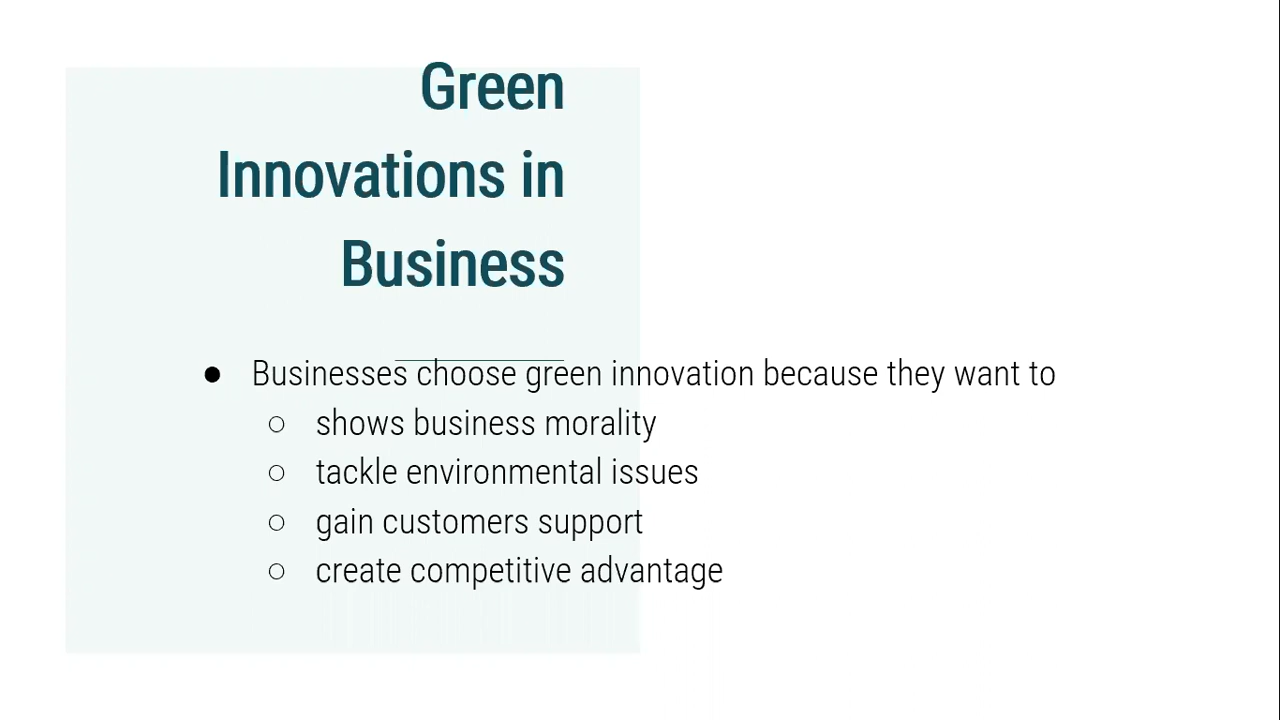 Green
Innovations in
Business
● Businesses choose green innovation because they want to
○ shows business morality
○ tackle environmental issues
○ gain customers support
○ create competitive advantage